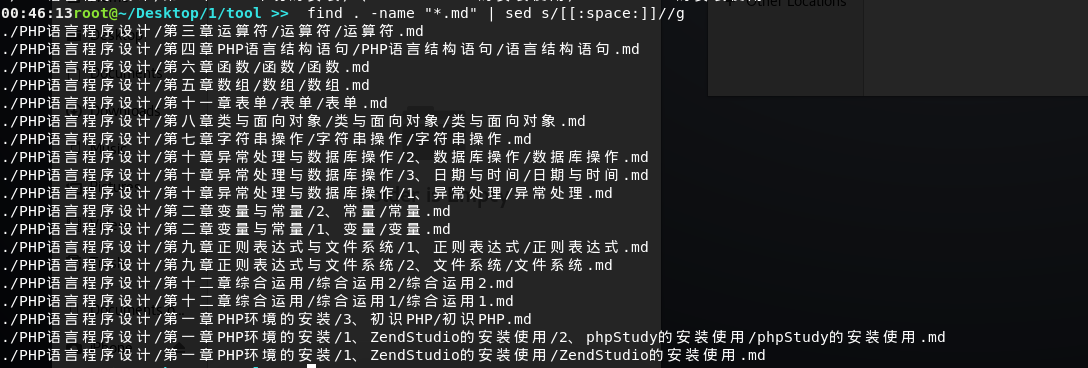 Other Locations
00:46:13root@~/Desktop/1/tool >> find . -name "*.md" | sed s/[[:space:]]//g
./PHP语言程序设计/第三章运算符/运算符/运算符.md
./PHP语言程序设计/第四章PHP语言结构语句/PHP语言结构语句/语言结构语句.md
./PHP语言程序设计/第六章函数/函数/函数.md
./PHP语言程序设计/第五章数组/数组/数组.md
./PHP语言程序设计/第十一章表单/表单/表单.md
./PHP语言程序设计/第八章类与面向对象/类与面向对象/类与面向对象.md
./PHP语言程序设计/第七章字符串操作/字符串操作/字符串操作.md
./PHP语言程序设计/第十章异常处理与数据库操作/2、数据库操作/数据库操作.md
./PHP语言程序设计/第十章异常处理与数据库操作/3、日期与时间/日期与时间.md
./PHP语言程序设计/第十章异常处理与数据库操作/1、异常处理/异常处理.md
./PHP语言程序设计/第二章变量与常量/2、常量/常量.md
./PHP语言程序设计/第二章变量与常量/1、变量/变量.md
./PHP语言程序设计/第九章正则表达式与文件系统/1、正则表达式/正则表达式.md
./PHP语言程序设计/第九章正则表达式与文件系统/2、文件系统/文件系统.md
./PHP语言程序设计/第十二章综合运用/综合运用2/综合运用2.md
./PHP语言程序设计/第十二章综合运用/综合运用1/综合运用1.md
./PHP语言程序设计/第一章PHP环境的安装/3、初识PHP/初识PHP.md
./PHP语言程序设计/第一章PHP环境的安装/1、ZendStudio的安装使用/2、phpStudy的安装使用/phpStudy的安装使用.md
./PHP语言程序设计/第一章PHP环境的安装/1、ZendStudio的安装使用/ZendStudio的安装使用.md